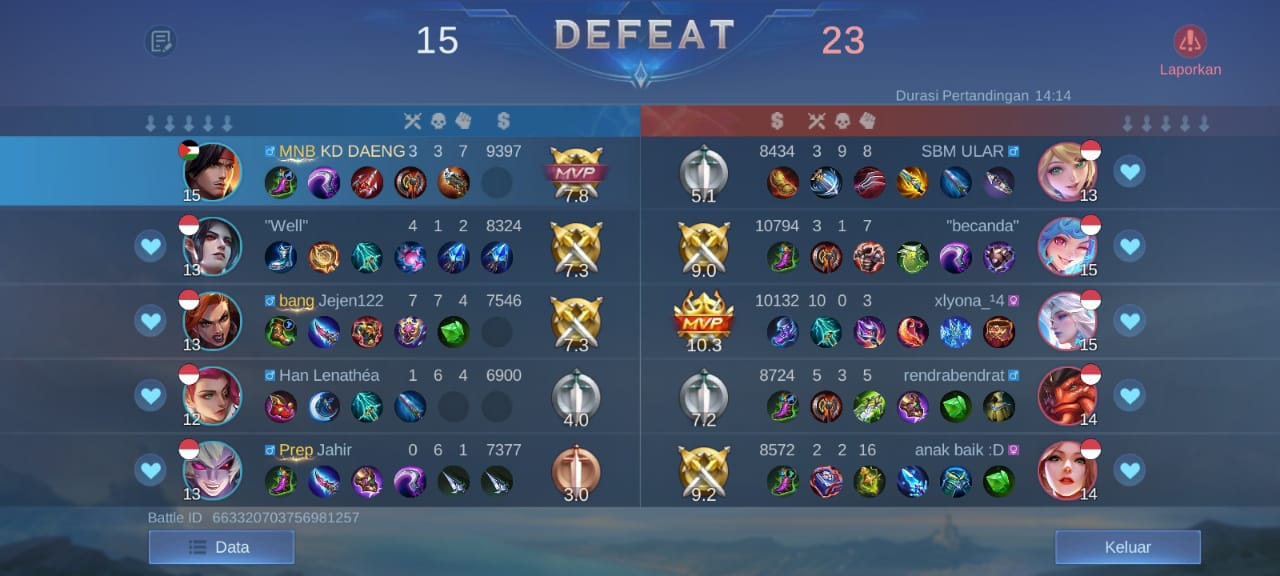 15 DEFEAT 23
Laporkan
Durasi Pertandingan 14:14
MNB KD DAENG 3 3 7 9397 MVP 7.8 15
5.1 8434 3 9 8 SBM ULAR 13
"Well" 4 1 2 8324 7.3 13
9.0 10794 3 1 7 "becanda" 15
bang Jejen122 7 7 4 7546 7.3 13
MVP 10.3 10132 10 0 3 xlyona_¹4 15
Han Lenathéa 1 6 4 6900 4.0 12
7.2 8724 5 3 5 rendrabendrat 14
Prep Jahir 0 6 1 7377 3.0 13
9.2 8572 2 2 16 anak baik :D 14
Battle ID 663320703756981257
Data
Keluar